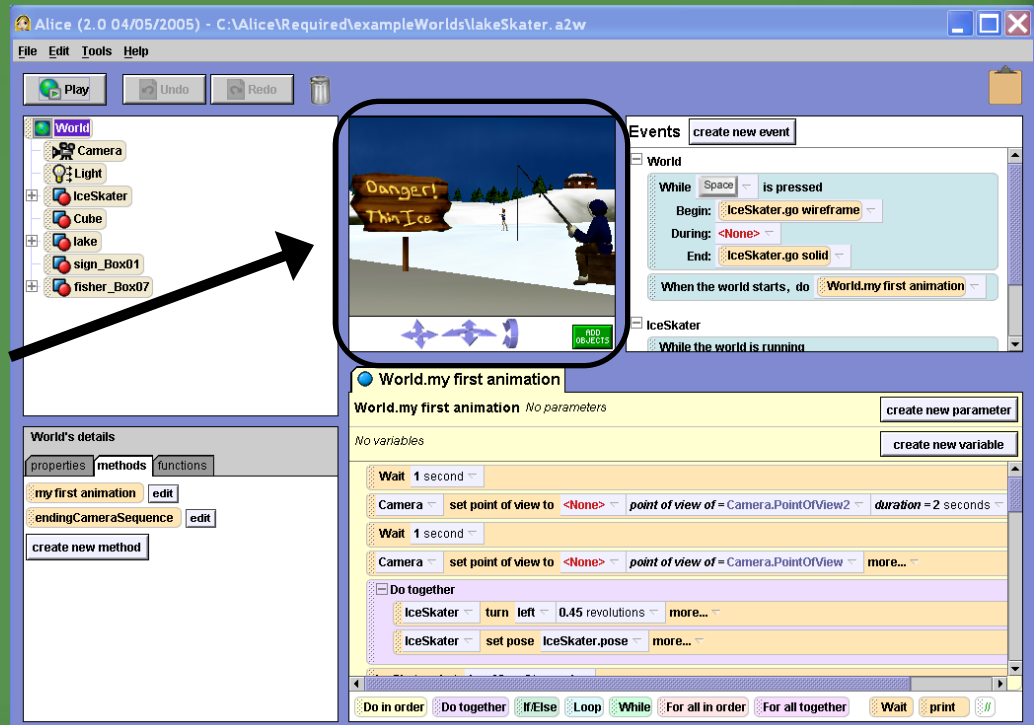 Alice (2.0 04/05/2005) - C:\Alice\Required\exampleWorlds\lakeSkater.a2w
File Edit Tools Help
Play Undo Redo
World
Camera
Light
IceSkater
Cube
lake
sign_Box01
fisher_Box07
Danger!
Thin Ice
ADD
OBJECTS
Events create new event
World
While Space is pressed
Begin: IceSkater.go wireframe
During: <None>
End: IceSkater.go solid
When the world starts, do World.my first animation
IceSkater
While the world is running
World's details
properties methods functions
my first animation edit
endingCameraSequence edit
create new method
World.my first animation
World.my first animation No parameters create new parameter
No variables create new variable
Wait 1 second
Camera set point of view to <None> point of view of = Camera.PointOfView2 duration = 2 seconds
Wait 1 second
Camera set point of view to <None> point of view of = Camera.PointOfView more...
Do together
IceSkater turn left 0.45 revolutions more...
IceSkater set pose IceSkater.pose more...
Do in order Do together If/Else Loop While For all in order For all together Wait print //